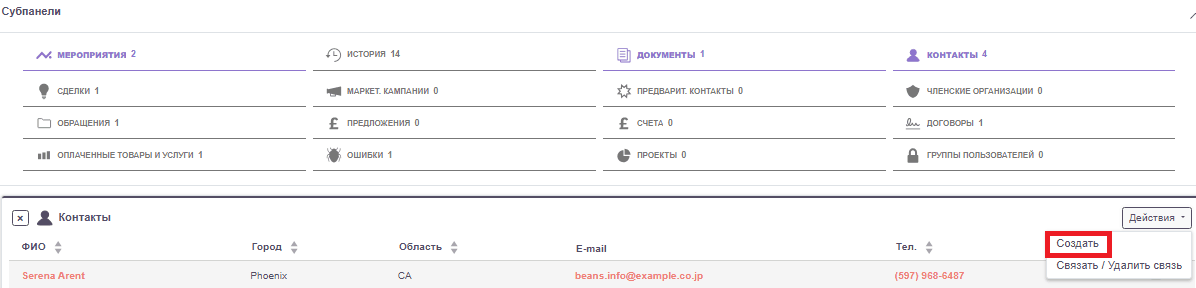 Субпанели
МЕРОПРИЯТИЯ 2 ИСТОРИЯ 14 ДОКУМЕНТЫ 1 КОНТАКТЫ 4
СДЕЛКИ 1 МАРКЕТ. КАМПАНИИ 0 ПРЕДВАРИТ. КОНТАКТЫ 0 ЧЛЕНСКИЕ ОРГАНИЗАЦИИ 0
ОБРАЩЕНИЯ 1 ПРЕДЛОЖЕНИЯ 0 СЧЕТА 0 ДОГОВОРЫ 1
ОПЛАЧЕННЫЕ ТОВАРЫ И УСЛУГИ 1 ОШИБКИ 1 ПРОЕКТЫ 0 ГРУППЫ ПОЛЬЗОВАТЕЛЕЙ 0
Контакты Действия
ФИО Город Область E-mail Тел. Создать
Serena Arent Phoenix CA beans.info@example.co.jp (597) 968-6487 Связать / Удалить связь